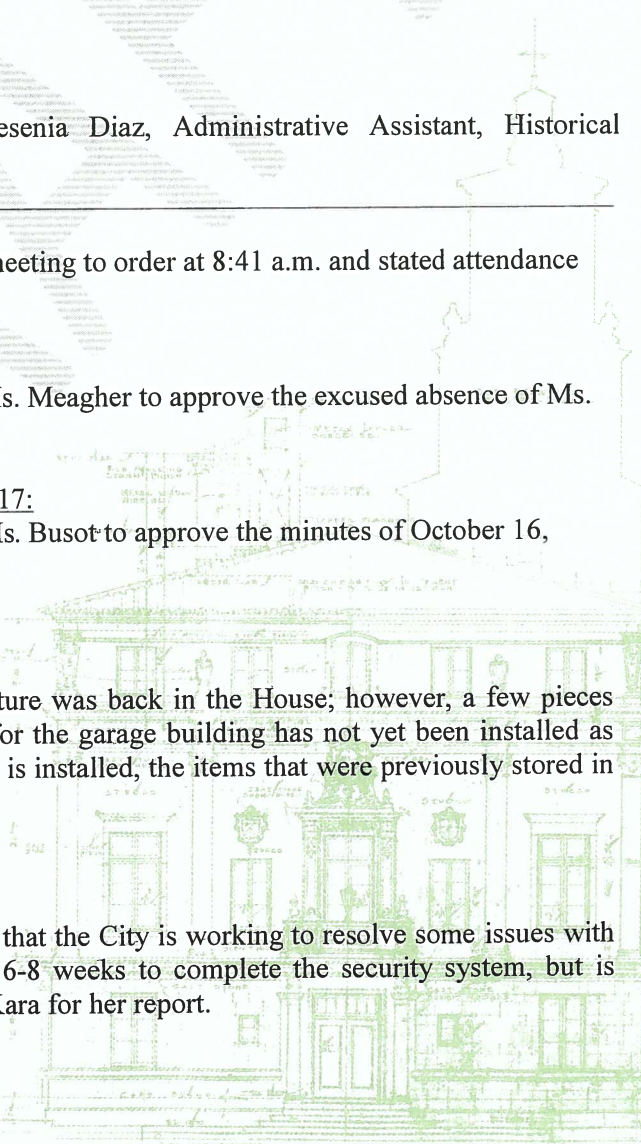 esenia Diaz, Administrative Assistant, Historical
neeting to order at 8:41 a.m. and stated attendance
Is. Meagher to approve the excused absence of Ms.
17:
Is. Busot to approve the minutes of October 16,
ture was back in the House; however, a few pieces
or the garage building has not yet been installed as
is installed, the items that were previously stored in
that the City is working to resolve some issues with
6-8 weeks to complete the security system, but is
Kara for her report.